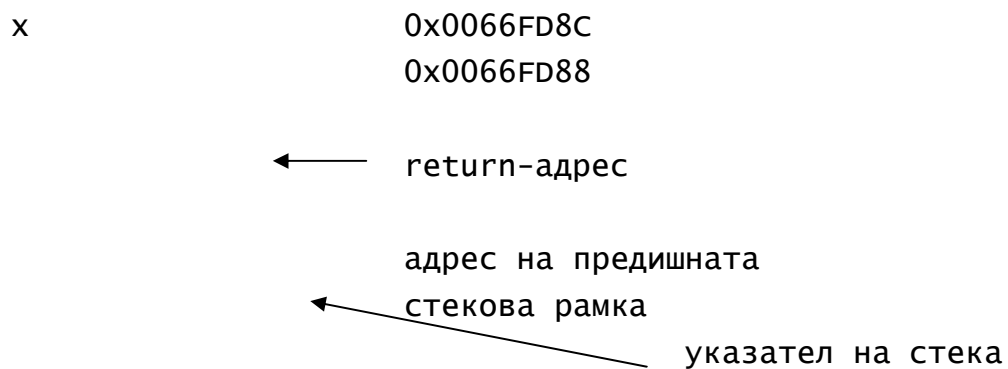 x 0x0066FD8C
0x0066FD88
return-адрес
адрес на предишната
стекова рамка
указател на стека